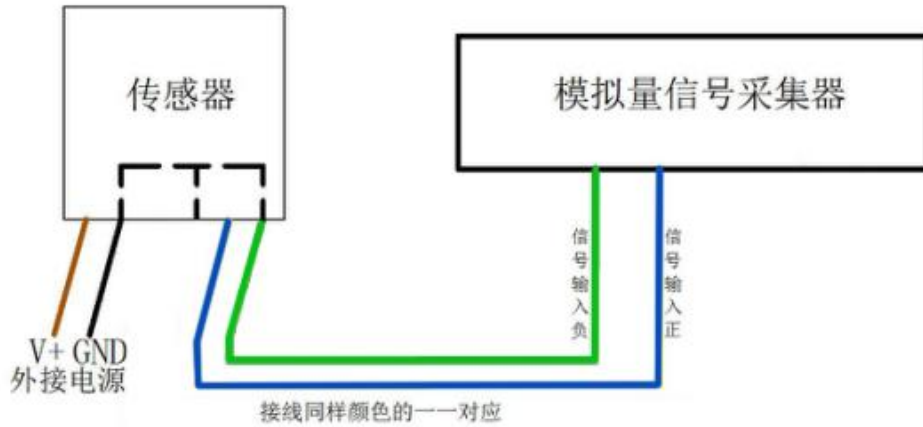 传感器
模拟量信号采集器
信号输入负
信号输入正
V+ GND
外接电源
接线同样颜色的一一对应